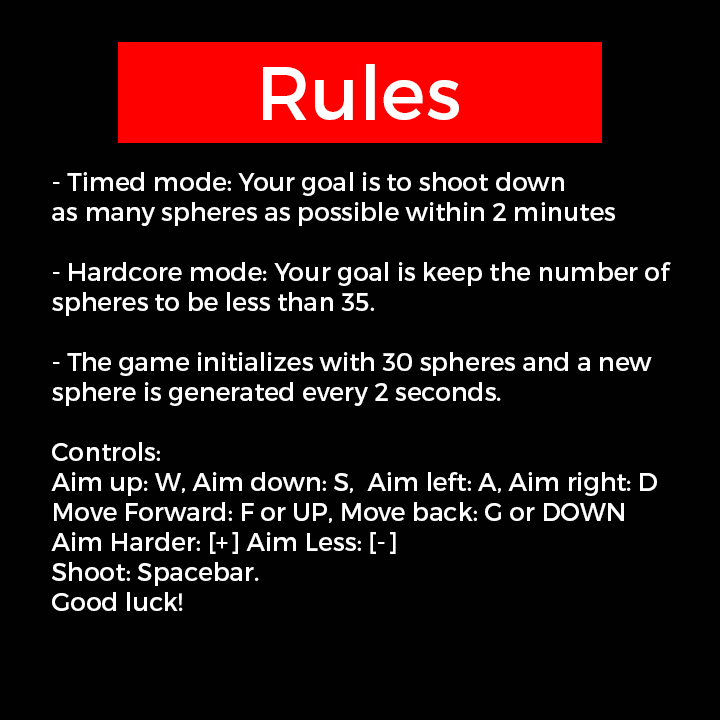 Rules
- Timed mode: Your goal is to shoot down
as many spheres as possible within 2 minutes
- Hardcore mode: Your goal is keep the number of
spheres to be less than 35.
- The game initializes with 30 spheres and a new
sphere is generated every 2 seconds.
Controls:
Aim up: W, Aim down: S,  Aim left: A, Aim right: D
Move Forward: F or UP, Move back: G or DOWN
Aim Harder: [+] Aim Less: [-]
Shoot: Spacebar.
Good luck!